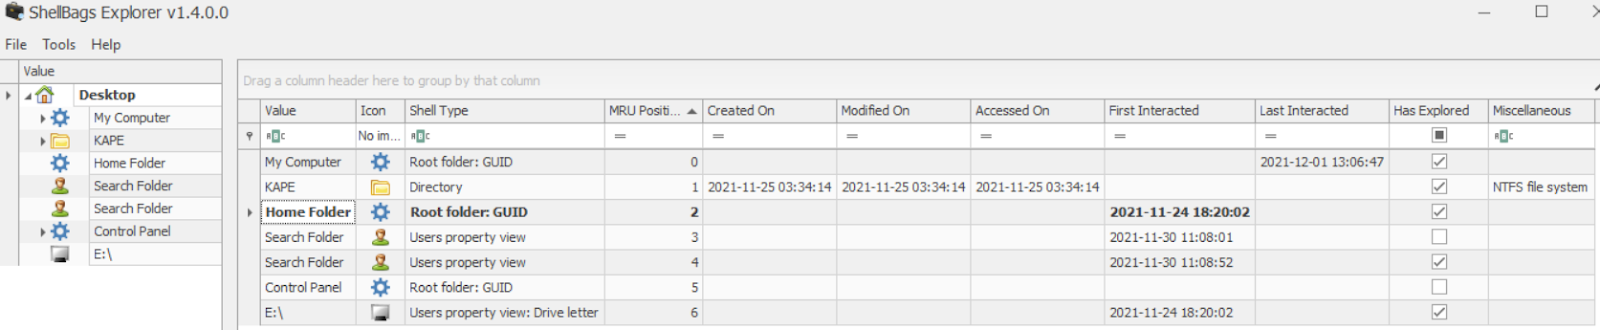 ShellBags Explorer v1.4.0.0
File Tools Help
Value
Desktop
My Computer
KAPE
Home Folder
Search Folder
Search Folder
Control Panel
E:\
Drag a column header here to group by that column
Value Icon Shell Type MRU Positi... Created On Modified On Accessed On First Interacted Last Interacted Has Explored Miscellaneous
No im... = = = = =
My Computer Root folder: GUID 0 2021-12-01 13:06:47
KAPE Directory 1 2021-11-25 03:34:14 2021-11-25 03:34:14 2021-11-25 03:34:14 NTFS file system
Home Folder Root folder: GUID 2 2021-11-24 18:20:02
Search Folder Users property view 3 2021-11-30 11:08:01
Search Folder Users property view 4 2021-11-30 11:08:52
Control Panel Root folder: GUID 5
E:\ Users property view: Drive letter 6 2021-11-24 18:20:02